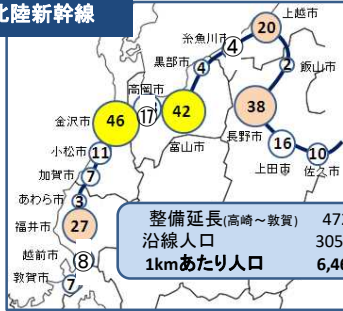 北陸新幹線
上越市
20
糸魚川市
4
黒部市
4
2
飯山市
高岡市
17
42
富山市
38
長野市
金沢市
46
16
上田市
10
佐久市
小松市
11
加賀市
7
あわら市
3
福井市
27
越前市
8
敦賀市
7
整備延長(高崎~敦賀) 47
沿線人口 305
1kmあたり人口 6,4